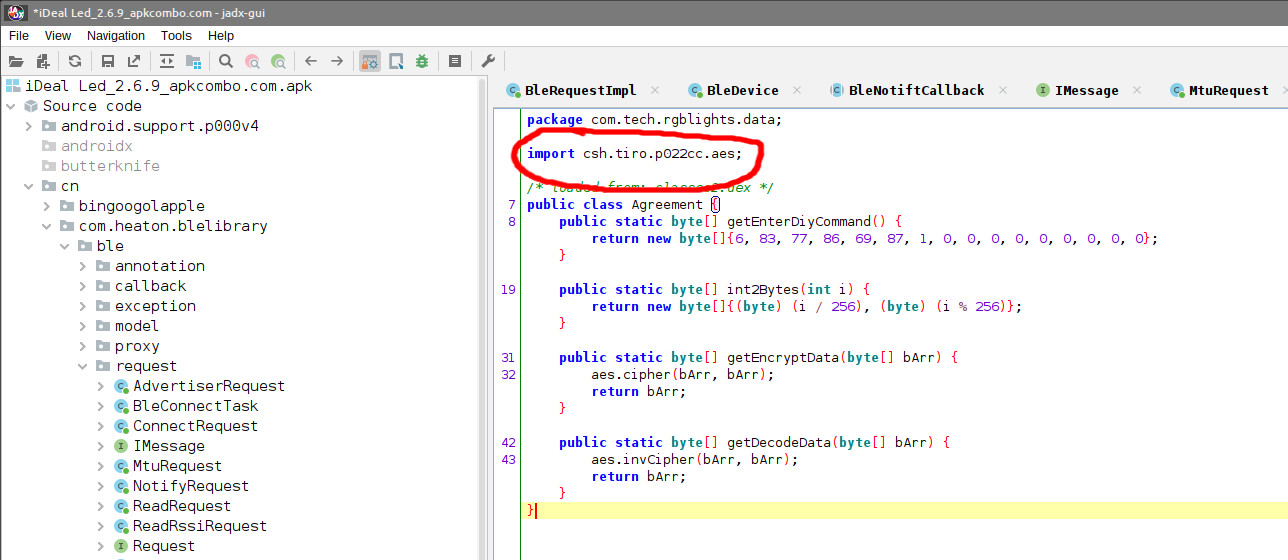 *iDeal Led_2.6.9_apkcombo.com - jadx-gui
File View Navigation Tools Help
iDeal Led_2.6.9_apkcombo.com.apk
Source code
android.support.p000v4
androidx
butterknife
cn
bingoogolapple
com.heaton.blelibrary
ble
annotation
callback
exception
model
proxy
request
AdvertiserRequest
BleConnectTask
ConnectRequest
IMessage
MtuRequest
NotifyRequest
ReadRequest
ReadRssiRequest
Request
BleRequestImpl × BleDevice × BleNotiftCallback × IMessage × MtuRequest ×
package com.tech.rgblights.data;
import csh.tiro.p022cc.aes;
/* loaded from: classes2.dex */
7 public class Agreement {
8 public static byte[] getEnterDiyCommand() {
return new byte[]{6, 83, 77, 86, 69, 87, 1, 0, 0, 0, 0, 0, 0, 0, 0, 0};
}
19 public static byte[] int2Bytes(int i) {
return new byte[]{(byte) (i / 256), (byte) (i % 256)};
}
31 public static byte[] getEncryptData(byte[] bArr) {
32 aes.cipher(bArr, bArr);
return bArr;
}
42 public static byte[] getDecodeData(byte[] bArr) {
43 aes.invCipher(bArr, bArr);
return bArr;
}
}